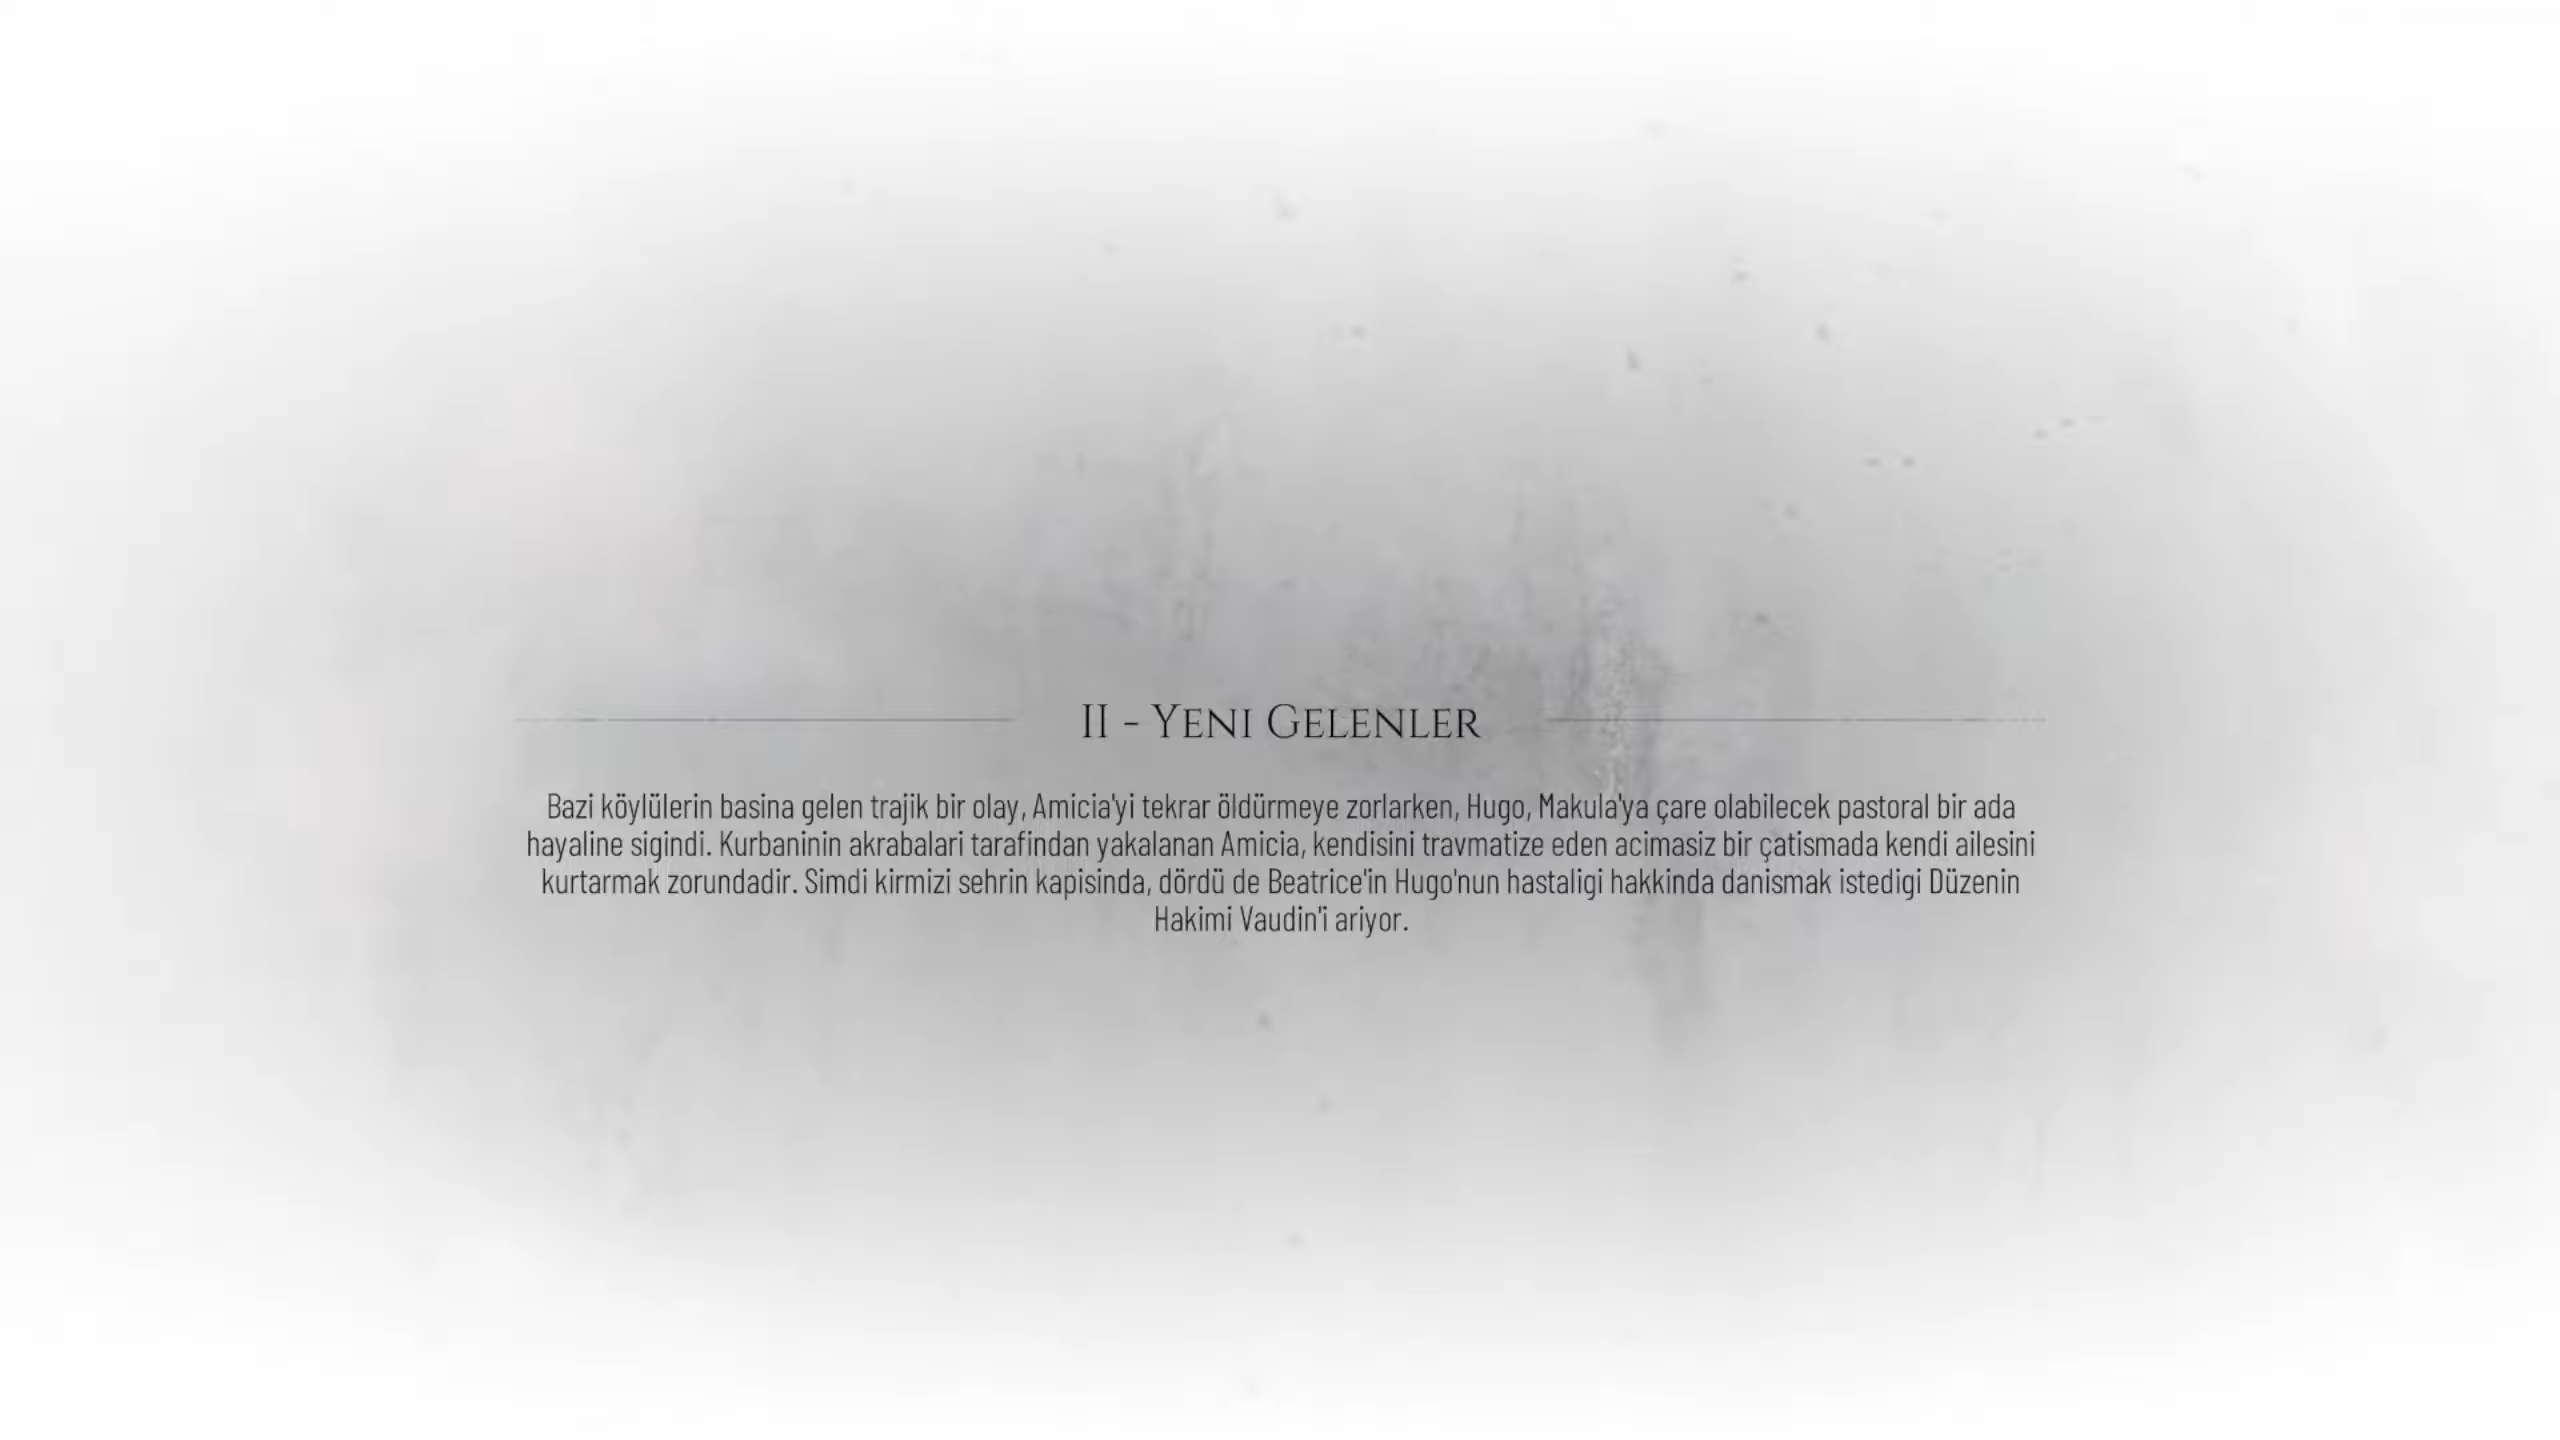 II - Yeni Gelenler
Bazi köylülerin basina gelen trajik bir olay, Amicia'yi tekrar öldürmeye zorlarken, Hugo, Makula'ya çare olabilecek pastoral bir ada
hayaline sigindi. Kurbaninin akrabalari tarafindan yakalanan Amicia, kendisini travmatize eden acimasiz bir çatismada kendi ailesini
kurtarmak zorundadir. Simdi kirmizi sehrin kapisinda, dördü de Beatrice'in Hugo'nun hastaligi hakkinda danismak istedigi Düzenin
Hakimi Vaudin'i ariyor.